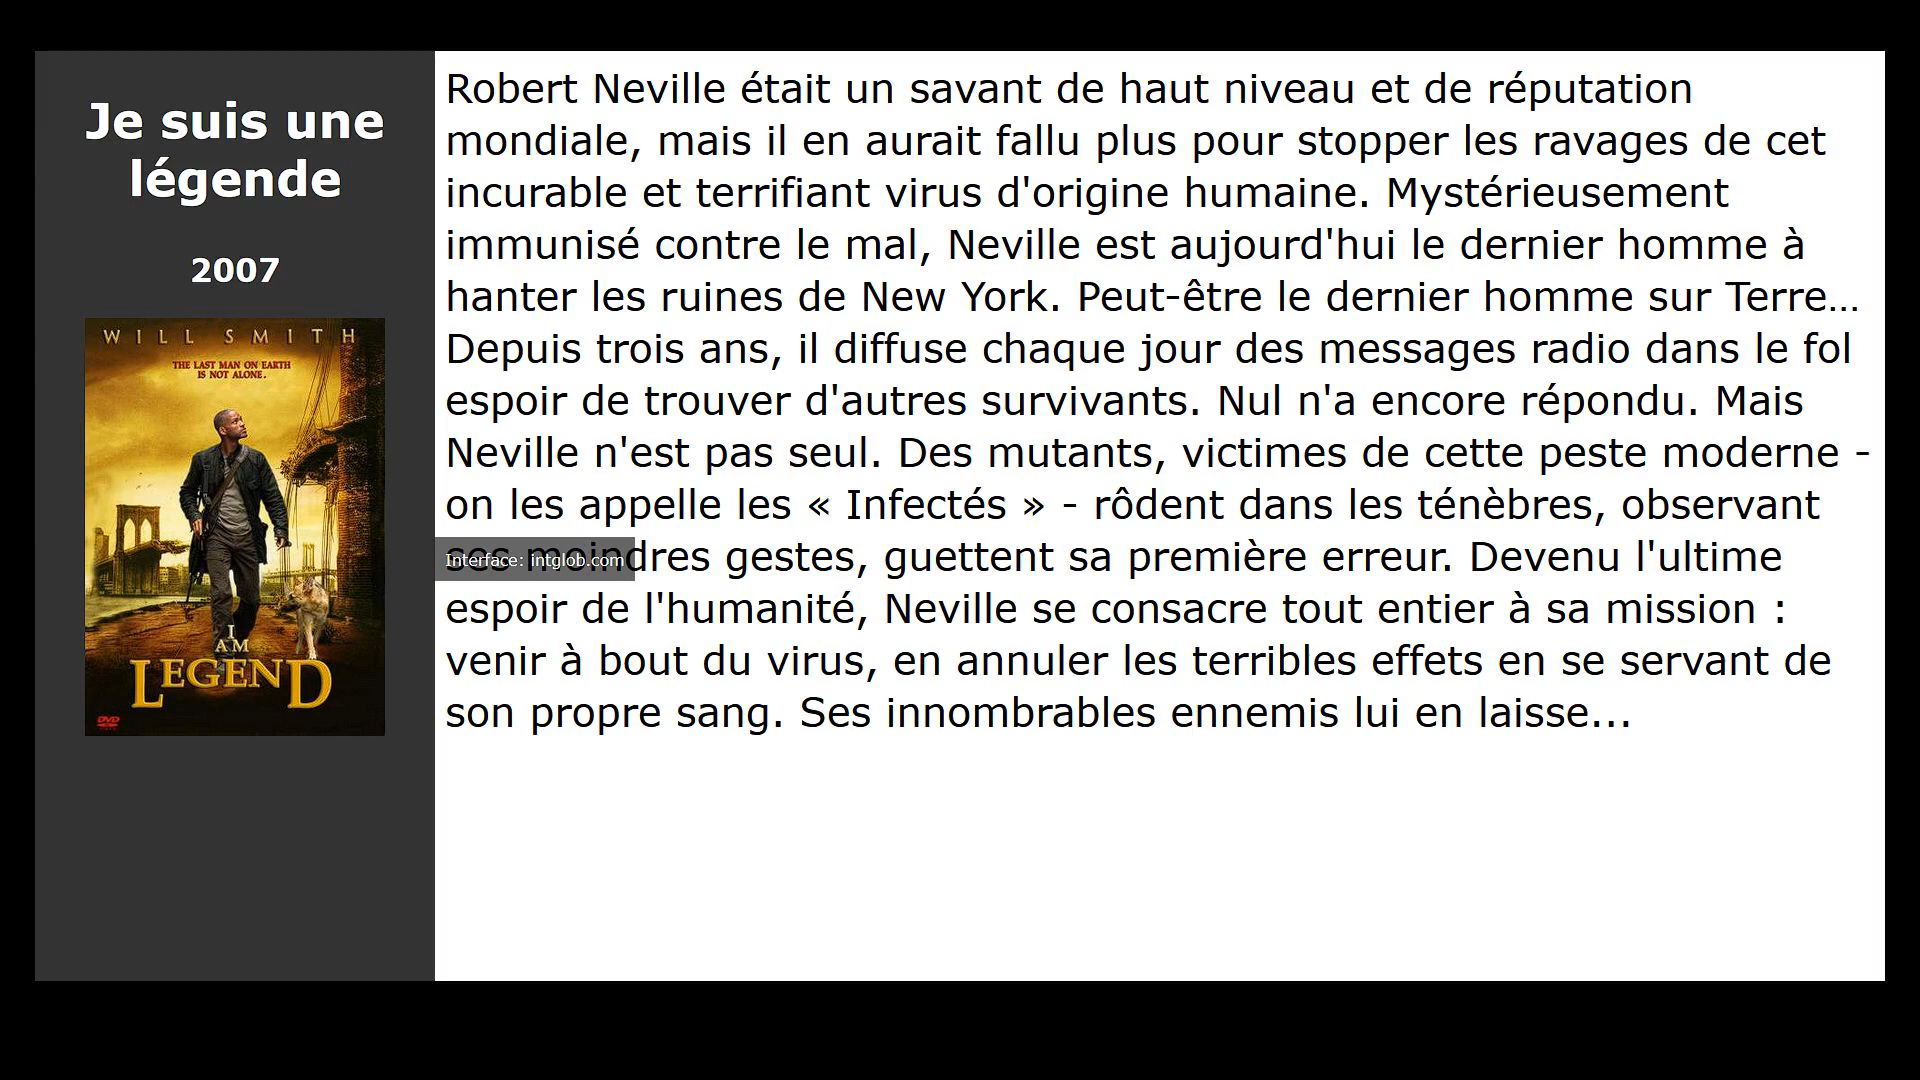 Je suis une
légende
2007
WILL SMITH
THE LAST MAN ON EARTH
IS NOT ALONE.
I
AM
LEGEND
DVD
Robert Neville était un savant de haut niveau et de réputation
mondiale, mais il en aurait fallu plus pour stopper les ravages de cet
incurable et terrifiant virus d'origine humaine. Mystérieusement
immunisé contre le mal, Neville est aujourd'hui le dernier homme à
hanter les ruines de New York. Peut-être le dernier homme sur Terre…
Depuis trois ans, il diffuse chaque jour des messages radio dans le fol
espoir de trouver d'autres survivants. Nul n'a encore répondu. Mais
Neville n'est pas seul. Des mutants, victimes de cette peste moderne -
on les appelle les « Infectés » - rôdent dans les ténèbres, observant
ses moindres gestes, guettent sa première erreur. Devenu l'ultime
Interface: intglob.com
espoir de l'humanité, Neville se consacre tout entier à sa mission :
venir à bout du virus, en annuler les terribles effets en se servant de
son propre sang. Ses innombrables ennemis lui en laisse...